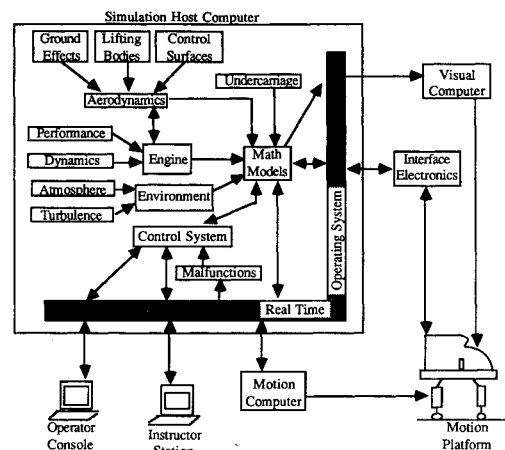 Simulation Host Computer
Ground
Effects
Lifting
Bodies
Control
Surfaces
Undercarriage
Visual
Computer
Aerodynamics
Performance
Dynamics
Engine
Math
Models
Interface
Electronics
Atmosphere
Turbulence
Environment
Operating System
Control System
Malfunctions
Real Time
Motion
Computer
Operator
Console
Instructor
Station
Motion
Platform